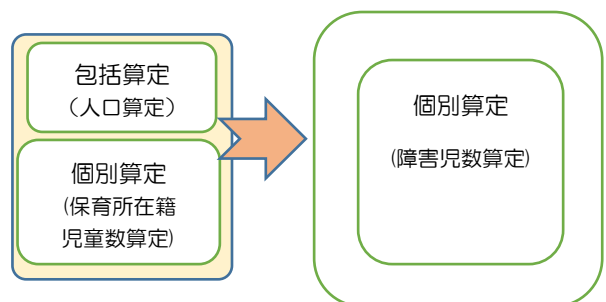 包括算定
（人口算定）
個別算定
(保育所在籍
児童数算定)
個別算定
(障害児数算定)